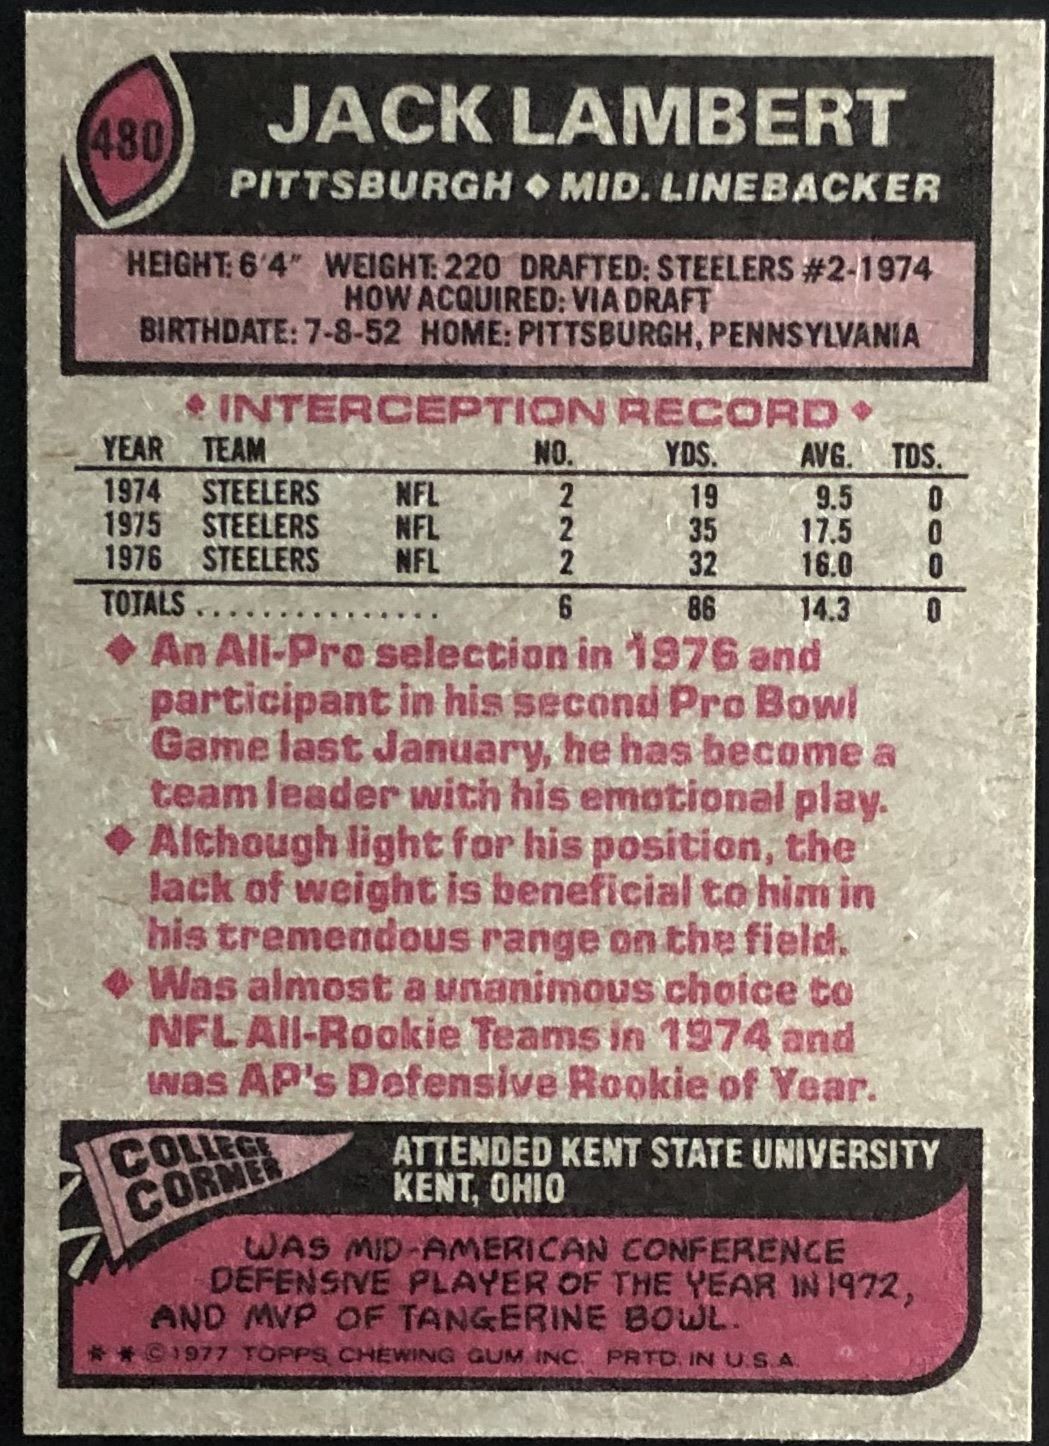 480
JACK LAMBERT
PITTSBURGH ◆ MID. LINEBACKER
HEIGHT: 6'4" WEIGHT: 220 DRAFTED: STEELERS #2-1974
HOW ACQUIRED: VIA DRAFT
BIRTHDATE: 7-8-52 HOME: PITTSBURGH, PENNSYLVANIA
◆ INTERCEPTION RECORD ◆
YEAR TEAM NO. YDS. AVG. TDS.
1974 STEELERS NFL 2 19 9.5 0
1975 STEELERS NFL 2 35 17.5 0
1976 STEELERS NFL 2 32 16.0 0
TOTALS ............... 6 86 14.3 0
◆ An All-Pro selection in 1976 and
participant in his second Pro Bowl
Game last January, he has become a
team leader with his emotional play.
◆ Although light for his position, the
lack of weight is beneficial to him in
his tremendous range on the field.
◆ Was almost a unanimous choice to
NFL All-Rookie Teams in 1974 and
was AP's Defensive Rookie of Year.
COLLEGE
CORNER
ATTENDED KENT STATE UNIVERSITY
KENT, OHIO
WAS MID-AMERICAN CONFERENCE
DEFENSIVE PLAYER OF THE YEAR IN 1972,
AND MVP OF TANGERINE BOWL.
* * © 1977 TOPPS CHEWING GUM, INC. PRTD. IN U.S.A.